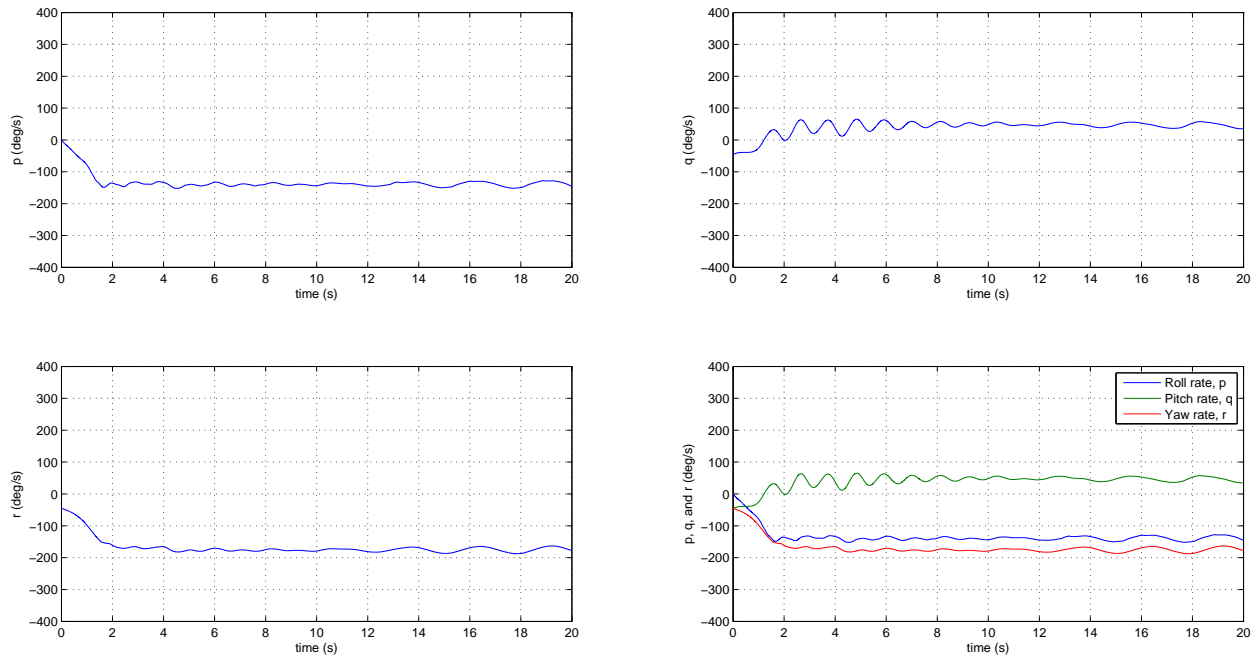 400
300
200
100
0
−100
−200
−300
−400
p (deg/s)
0 2 4 6 8 10 12 14 16 18 20
time (s)
400
300
200
100
0
−100
−200
−300
−400
q (deg/s)
0 2 4 6 8 10 12 14 16 18 20
time (s)
400
300
200
100
0
−100
−200
−300
−400
r (deg/s)
0 2 4 6 8 10 12 14 16 18 20
time (s)
400
300
200
100
0
−100
−200
−300
−400
p, q, and r (deg/s)
Roll rate, p
Pitch rate, q
Yaw rate, r
0 2 4 6 8 10 12 14 16 18 20
time (s)